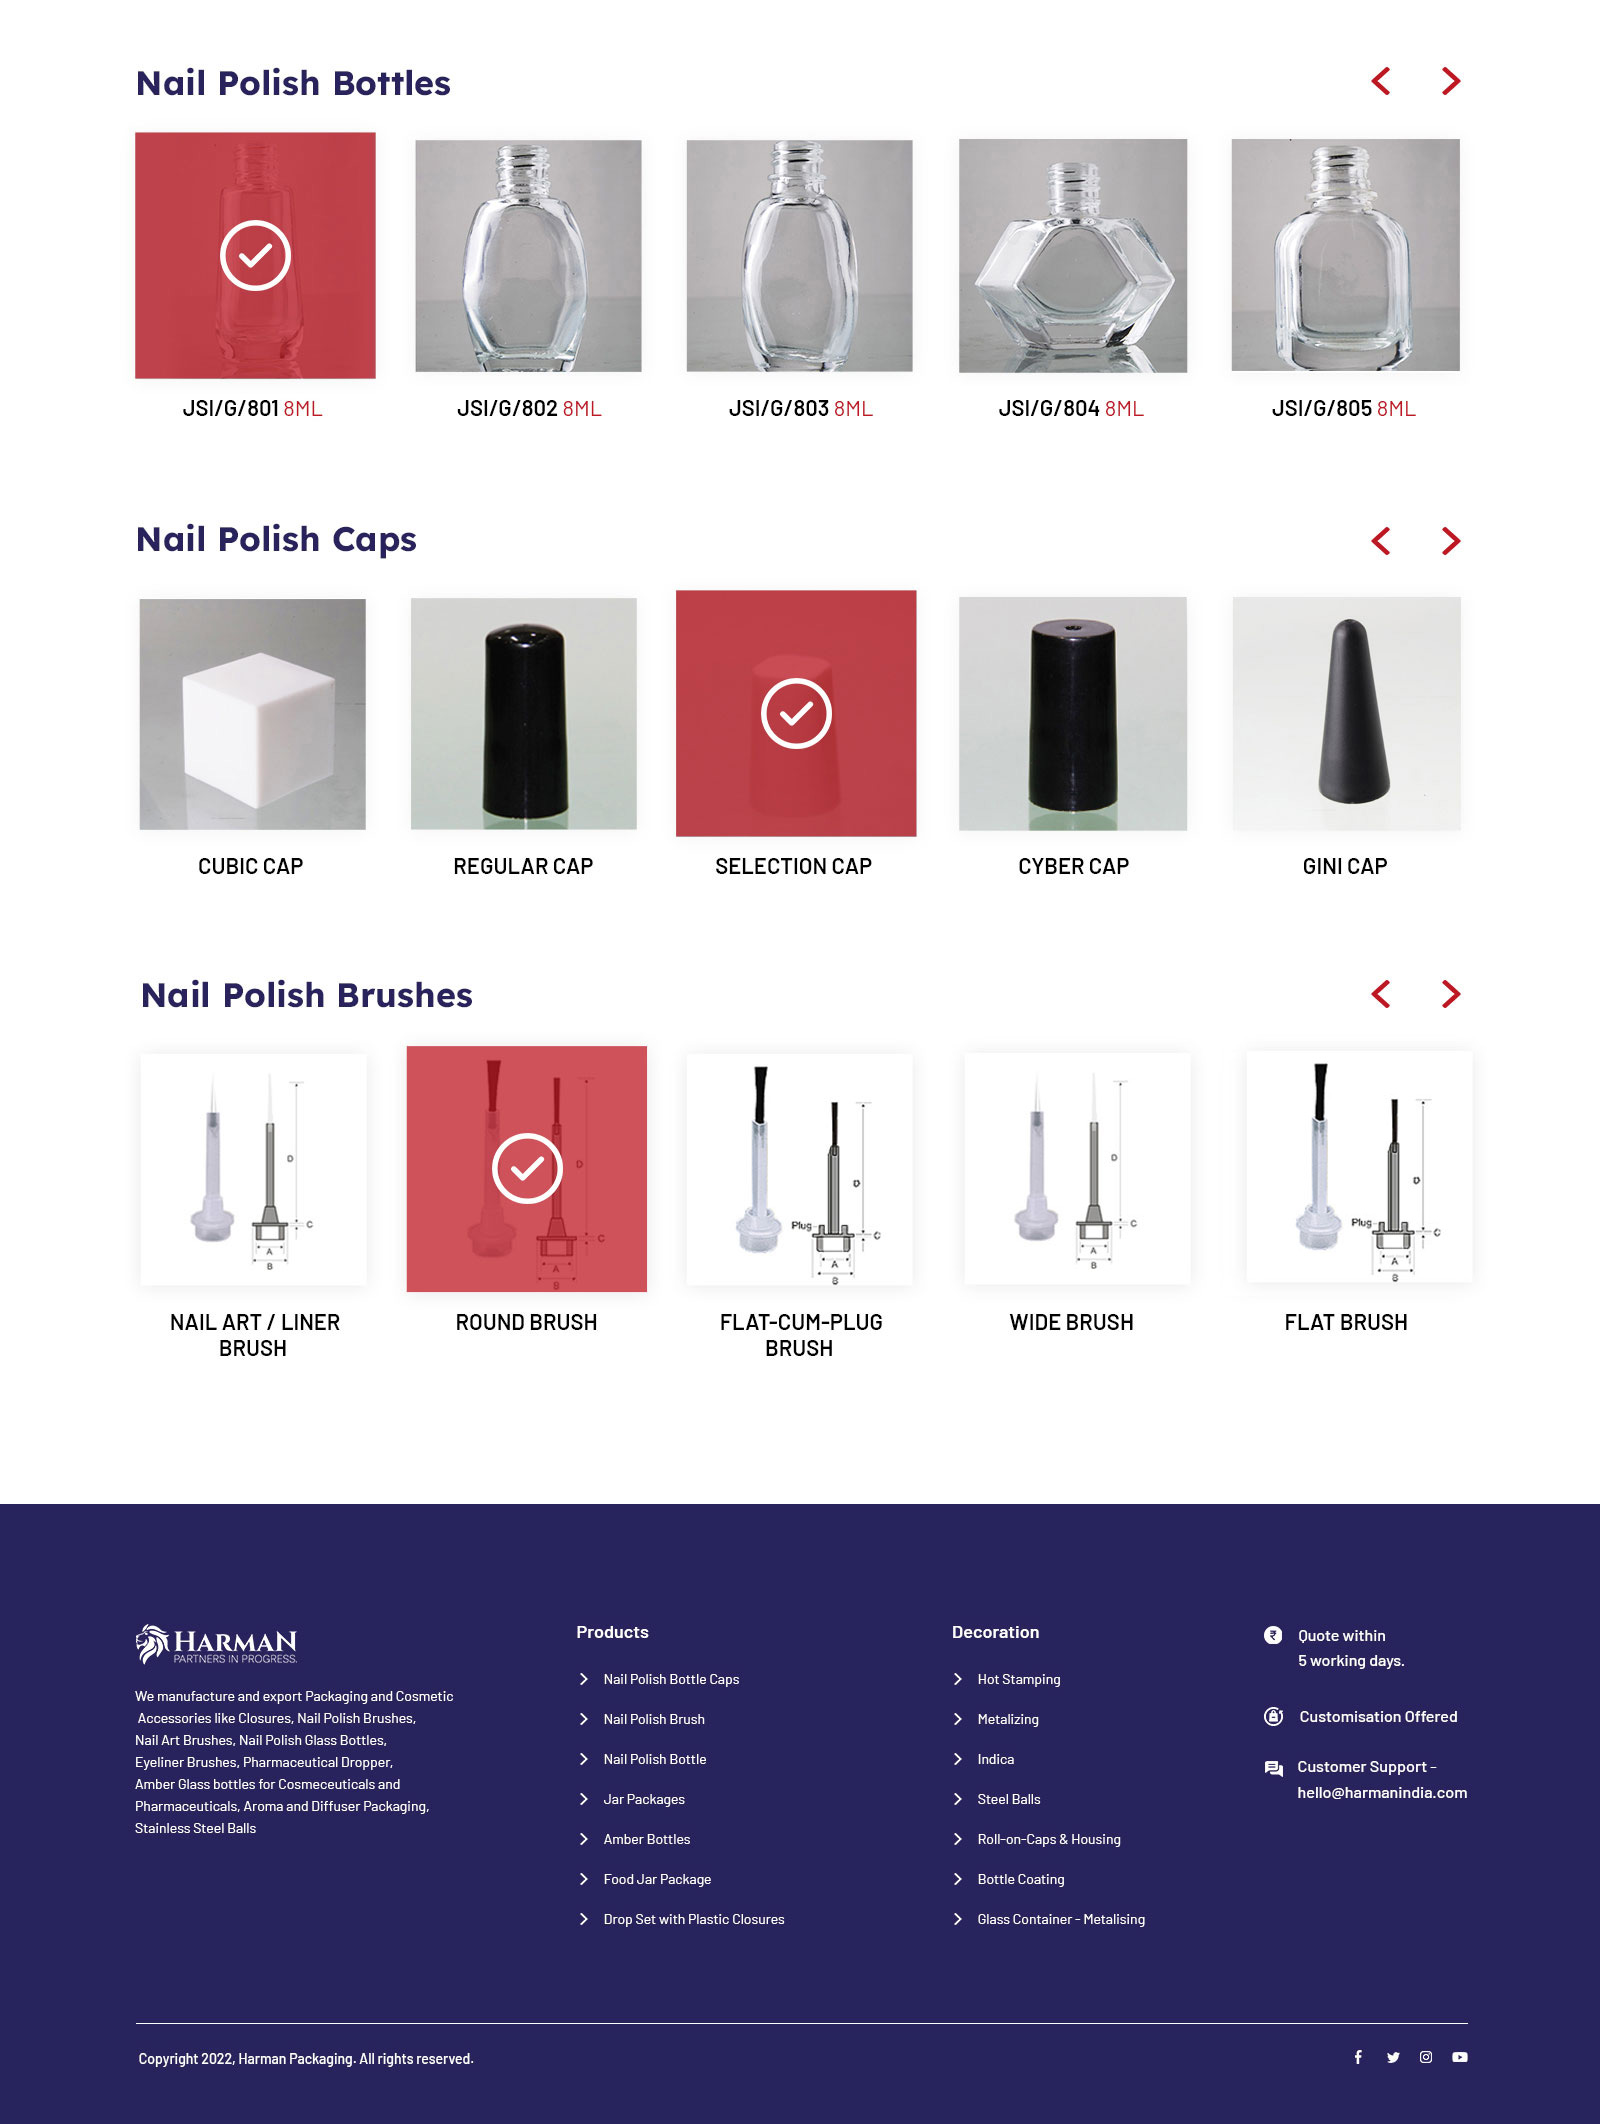 Nail Polish Bottles
JSI/G/801 8ML
JSI/G/802 8ML
JSI/G/803 8ML
JSI/G/804 8ML
JSI/G/805 8ML
Nail Polish Caps
CUBIC CAP
REGULAR CAP
SELECTION CAP
CYBER CAP
GINI CAP
Nail Polish Brushes
D
C
A
B
D
C
A
B
D
Plug
C
A
B
D
C
A
B
D
Plug
C
A
B
NAIL ART / LINER
BRUSH
ROUND BRUSH
FLAT-CUM-PLUG
BRUSH
WIDE BRUSH
FLAT BRUSH
HARMAN
PARTNERS IN PROGRESS.
We manufacture and export Packaging and Cosmetic
Accessories like Closures, Nail Polish Brushes,
Nail Art Brushes, Nail Polish Glass Bottles,
Eyeliner Brushes, Pharmaceutical Dropper,
Amber Glass bottles for Cosmeceuticals and
Pharmaceuticals, Aroma and Diffuser Packaging,
Stainless Steel Balls
Products
Nail Polish Bottle Caps
Nail Polish Brush
Nail Polish Bottle
Jar Packages
Amber Bottles
Food Jar Package
Drop Set with Plastic Closures
Decoration
Hot Stamping
Metalizing
Indica
Steel Balls
Roll-on-Caps & Housing
Bottle Coating
Glass Container - Metalising
₹
Quote within
5 working days.
Customisation Offered
Customer Support -
hello@harmanindia.com
Copyright 2022, Harman Packaging. All rights reserved.